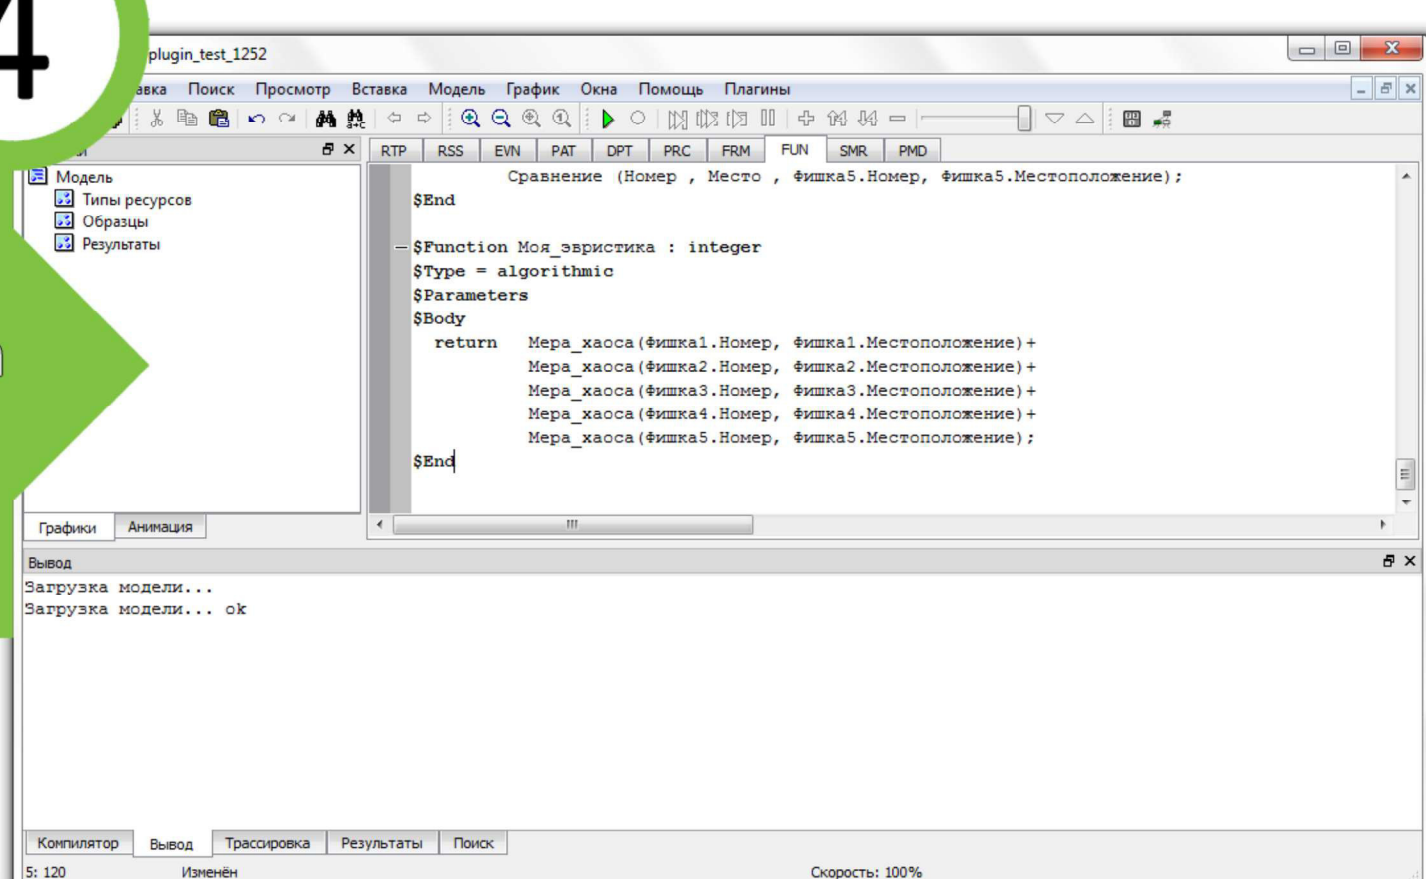 4
plugin_test_1252
Поиск Просмотр Вставка Модель График Окна Помощь Плагины
RTP RSS EVN PAT DPT PRC FRM FUN SMR PMD
Модель
Типы ресурсов
Образцы
Результаты
Сравнение (Номер , Место , Фишка5.Номер, Фишка5.Местоположение);
$End
$Function Моя_эвристика : integer
$Type = algorithmic
$Parameters
$Body
return Мера_хаоса(Фишка1.Номер, Фишка1.Местоположение)+
Мера_хаоса(Фишка2.Номер, Фишка2.Местоположение)+
Мера_хаоса(Фишка3.Номер, Фишка3.Местоположение)+
Мера_хаоса(Фишка4.Номер, Фишка4.Местоположение)+
Мера_хаоса(Фишка5.Номер, Фишка5.Местоположение);
$End
Графики Анимация
Вывод
Загрузка модели...
Загрузка модели... ok
Компилятор Вывод Трассировка Результаты Поиск
5: 120 Изменён Скорость: 100%